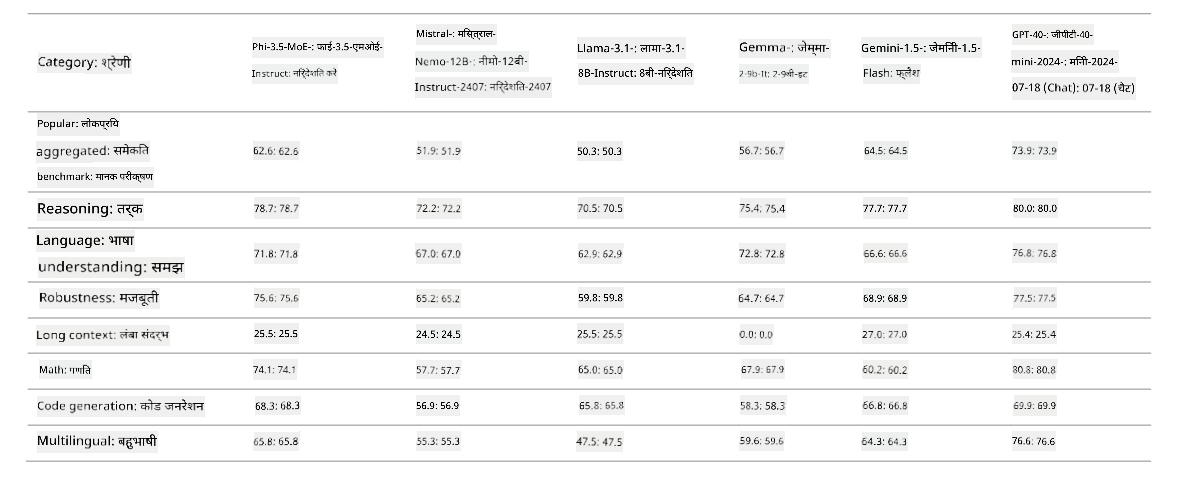 Category: श्रेणी
Phi-3.5-MoE-: फाई-3.5-एमओई-
Instruct: निर्देशति करे
Mistral-: मसि्ट्राल-
Nemo-12B-: नीमो-12बी-
Instruct-2407: नरि्देशति-2407
Llama-3.1-: लामा-3.1-
8B-Instruct: 8बी-नरि्देशति
Gemma-: जेम्मा-
2-9b-It: 2-9बी-इट
Gemini-1.5-: जेमनिी-1.5-
Flash: फ्लैश
GPT-40-: जीपीटी-40-
mini-2024-: मनिी-2024-
07-18 (Chat): 07-18 (चैट)
Popular: लोकप्रयि
aggregated: समेकति
benchmark: मानक परीक्षण
62.6: 62.6
51.9: 51.9
50.3: 50.3
56.7: 56.7
64.5: 64.5
73.9: 73.9
Reasoning: तर्क
78.7: 78.7
72.2: 72.2
70.5: 70.5
75.4: 75.4
77.7: 77.7
80.0: 80.0
Language: भाषा
understanding: समझ
71.8: 71.8
67.0: 67.0
62.9: 62.9
72.8: 72.8
66.6: 66.6
76.8: 76.8
Robustness: मजबूती
75.6: 75.6
65.2: 65.2
59.8: 59.8
64.7: 64.7
68.9: 68.9
77.5: 77.5
Long context: लंबा संदर्भ
25.5: 25.5
24.5: 24.5
25.5: 25.5
0.0: 0.0
27.0: 27.0
25.4: 25.4
Math: गणति
74.1: 74.1
57.7: 57.7
65.0: 65.0
67.9: 67.9
60.2: 60.2
80.8: 80.8
Code generation: कोड जनरेशन
68.3: 68.3
56.9: 56.9
65.8: 65.8
58.3: 58.3
66.8: 66.8
69.9: 69.9
Multilingual: बहुभाषी
65.8: 65.8
55.3: 55.3
47.5: 47.5
59.6: 59.6
64.3: 64.3
76.6: 76.6